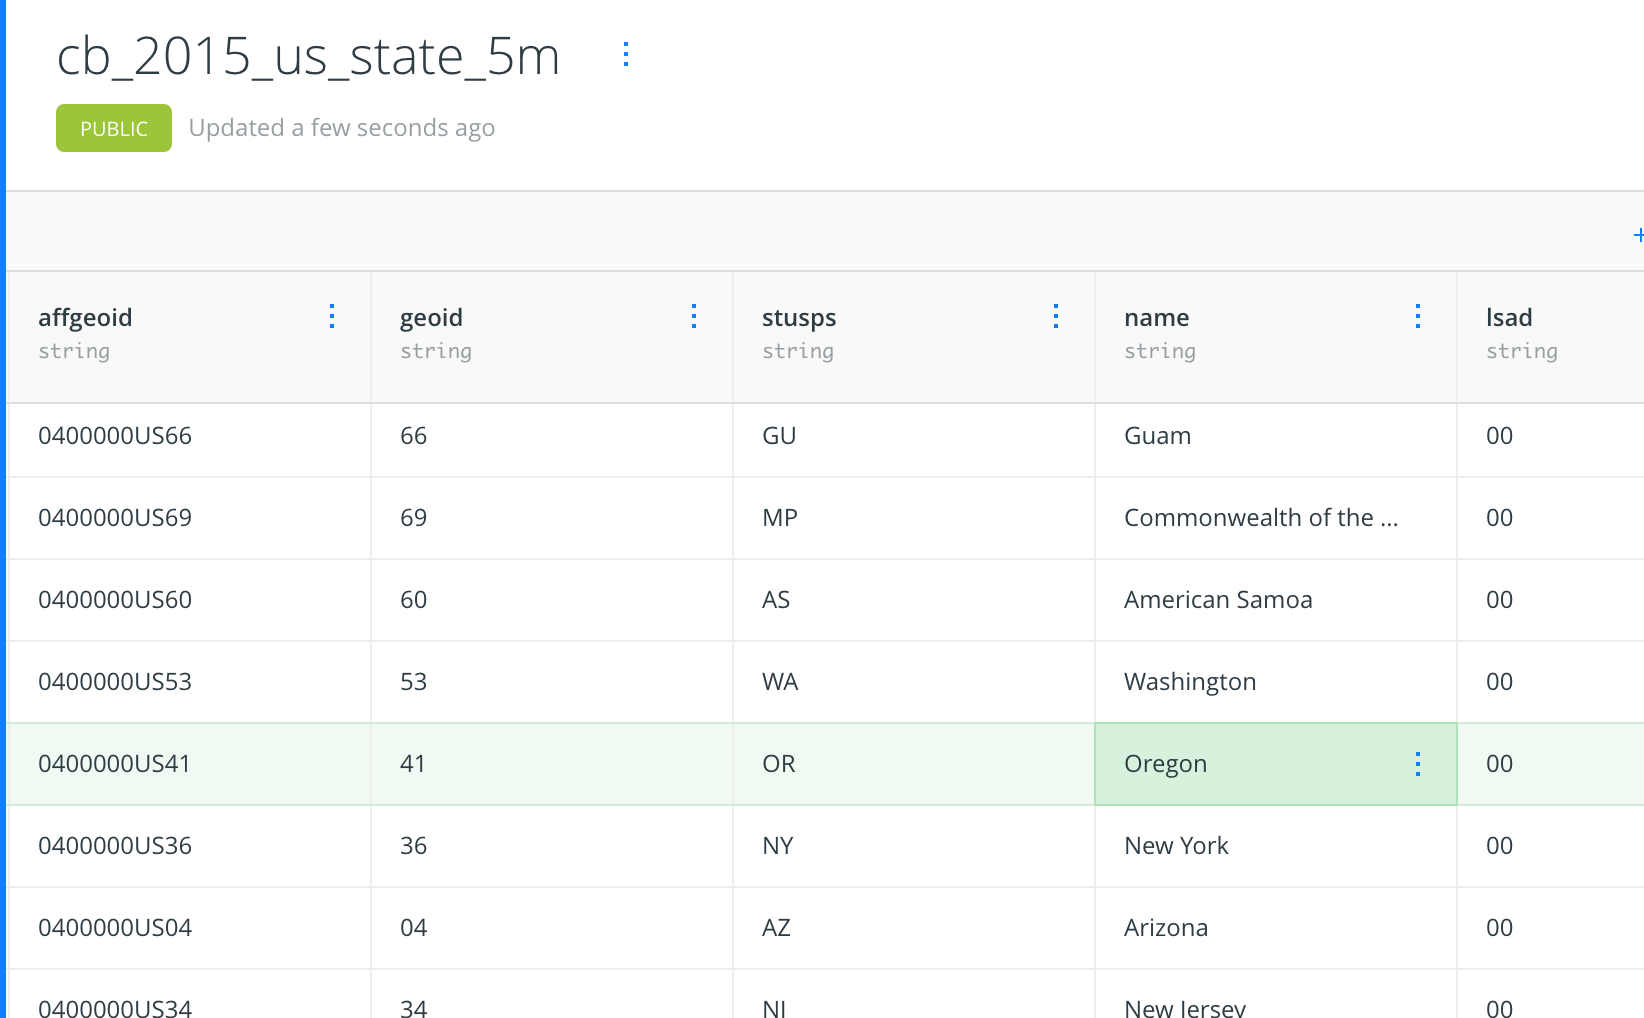 cb_2015_us_state_5m
PUBLIC Updated a few seconds ago
+
affgeoid geoid stusps name lsad
string string string string string
0400000US66 66 GU Guam 00
0400000US69 69 MP Commonwealth of the ... 00
0400000US60 60 AS American Samoa 00
0400000US53 53 WA Washington 00
0400000US41 41 OR Oregon 00
0400000US36 36 NY New York 00
0400000US04 04 AZ Arizona 00
0400000US34 34 NJ New Jersey 00